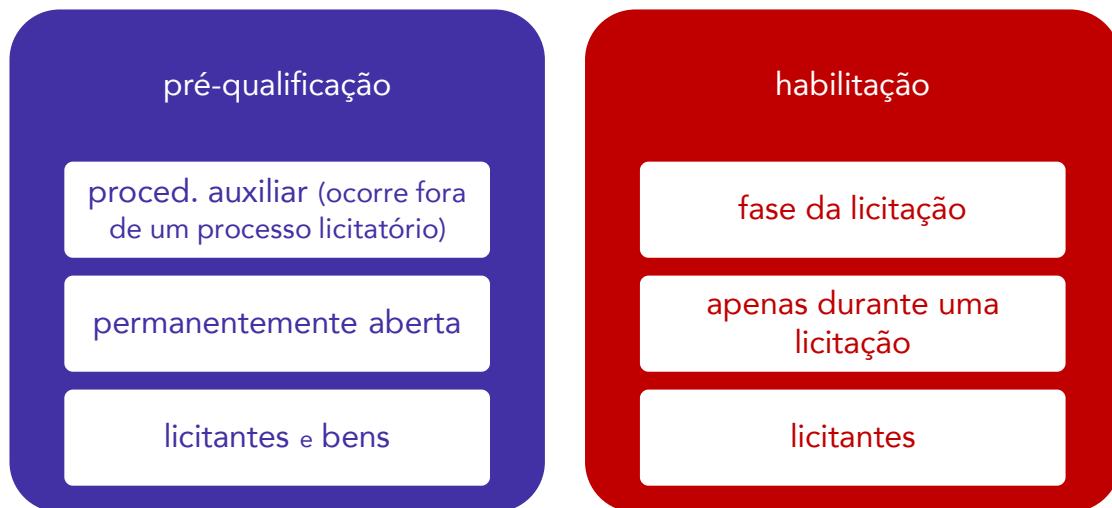 pré-qualificação
proced. auxiliar (ocorre fora
de um processo licitatório)
permanentemente aberta
licitantes e bens
habilitação
fase da licitação
apenas durante uma
licitação
licitantes